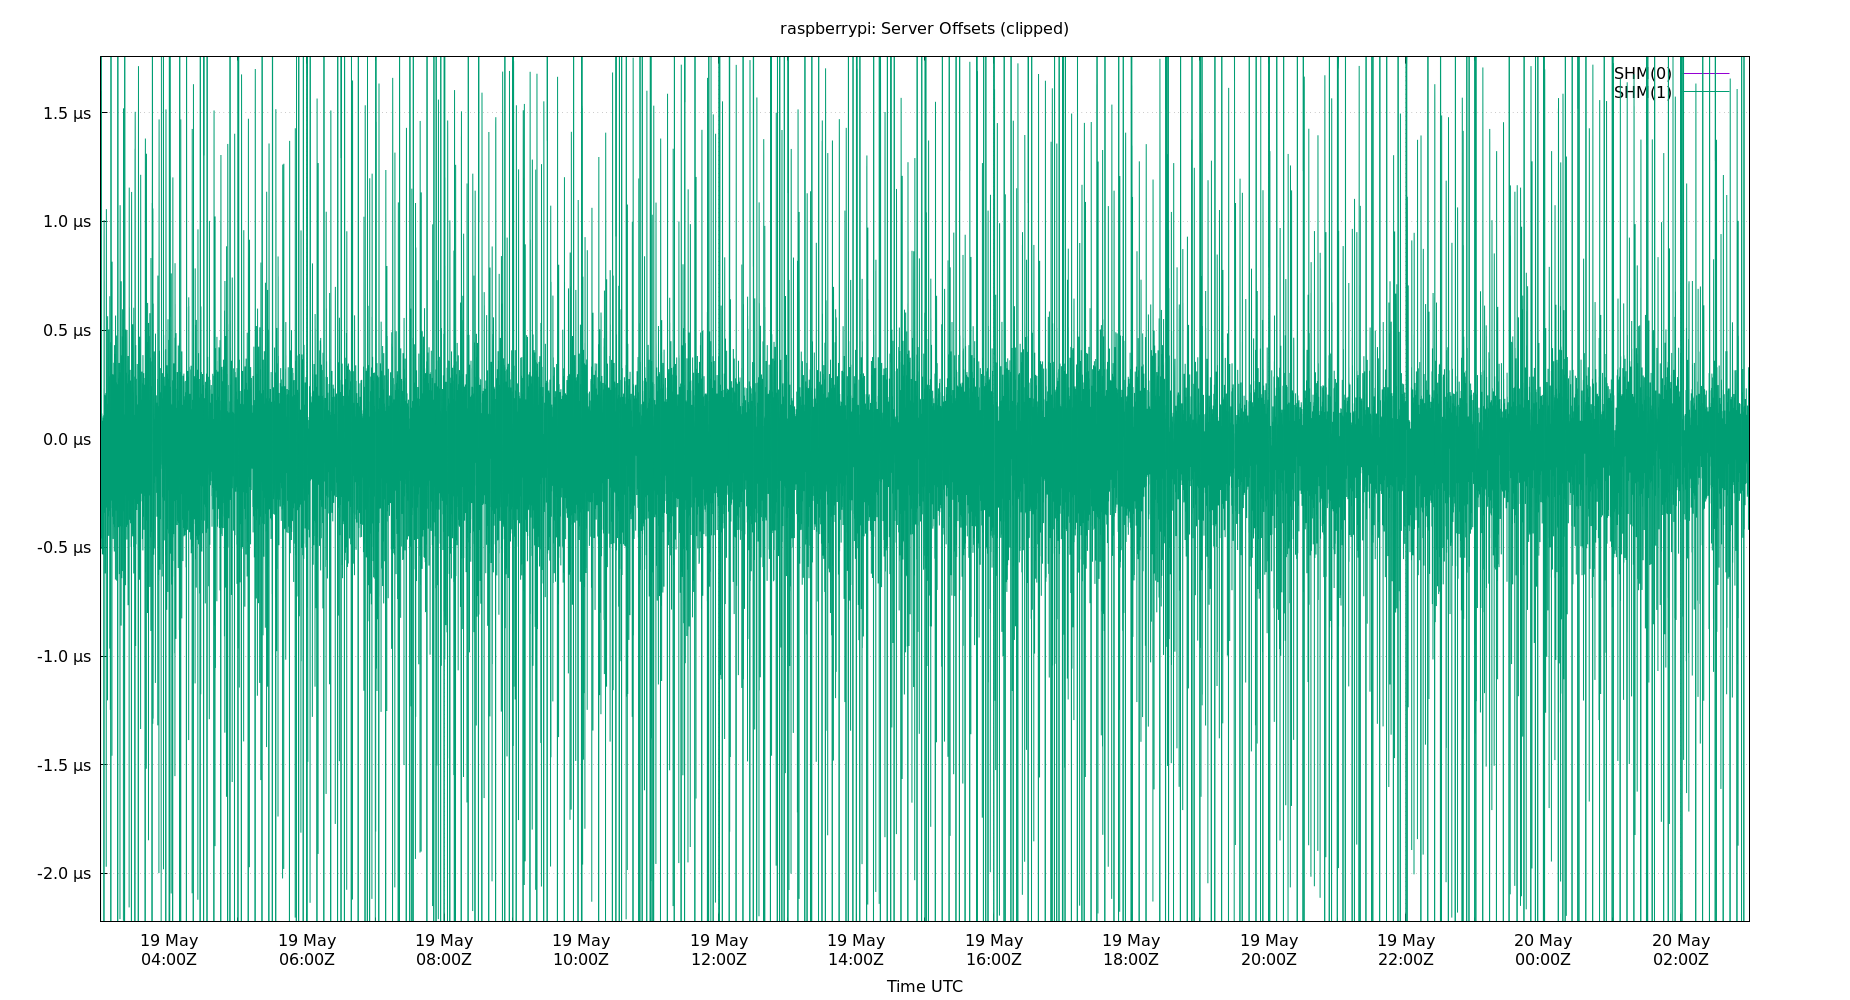 raspberrypi: Server Offsets (clipped)
SHM(0)
SHM(1)
1.5 µs
1.0 µs
0.5 µs
0.0 µs
-0.5 µs
-1.0 µs
-1.5 µs
-2.0 µs
19 May 19 May 19 May 19 May 19 May 19 May 19 May 19 May 19 May 19 May 20 May 20 May
04:00Z 06:00Z 08:00Z 10:00Z 12:00Z 14:00Z 16:00Z 18:00Z 20:00Z 22:00Z 00:00Z 02:00Z
Time UTC